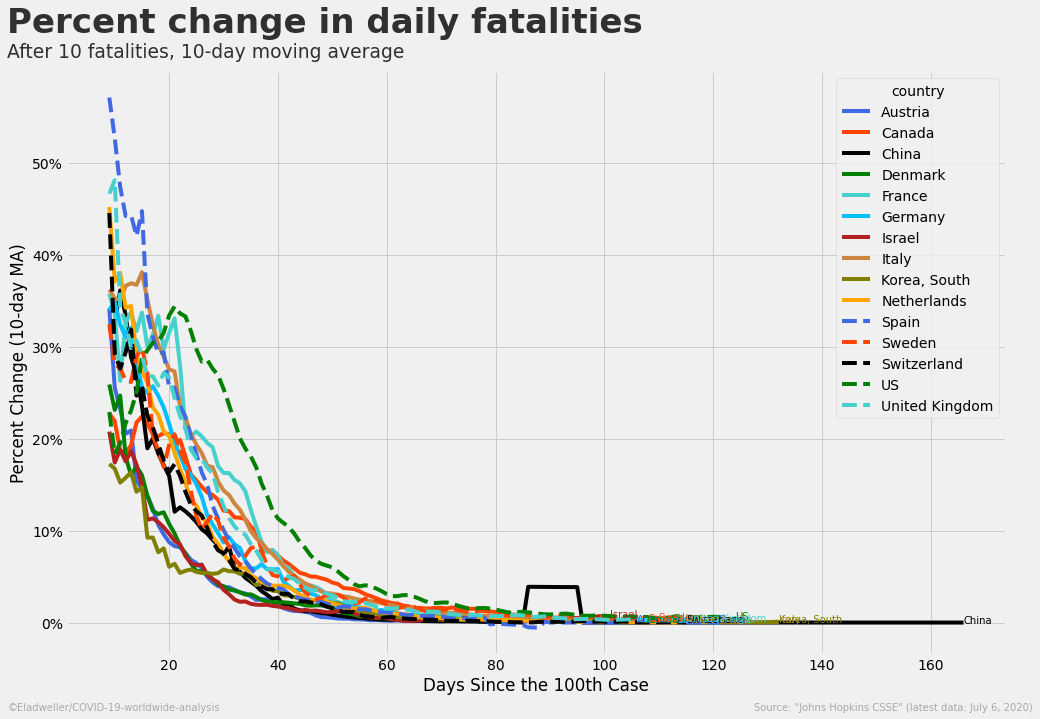 Percent change in daily fatalities
After 10 fatalities, 10-day moving average
country
Austria
Canada
China
Denmark
France
Germany
Israel
Italy
Korea, South
Netherlands
Spain
Sweden
Switzerland
US
United Kingdom
Percent Change (10-day MA)
50%
40%
30%
20%
10%
0%
Israel
US
Korea, South
China
20 40 60 80 100 120 140 160
Days Since the 100th Case
©Eladweller/COVID-19-worldwide-analysis
Source: "Johns Hopkins CSSE" (latest data: July 6, 2020)